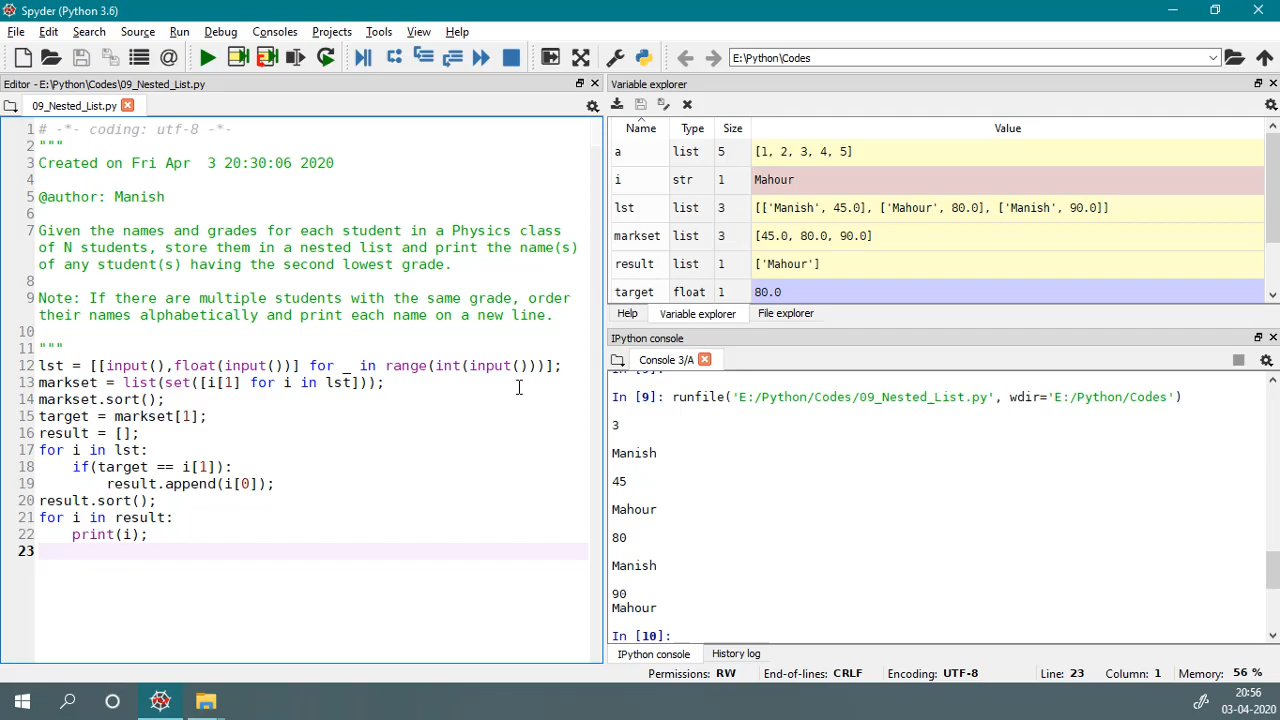 Spyder (Python 3.6)
File Edit Search Source Run Debug Consoles Projects Tools View Help
E:\Python\Codes
Editor - E:\Python\Codes\09_Nested_List.py
09_Nested_List.py
1 # -*- coding: utf-8 -*-
2 """
3 Created on Fri Apr  3 20:30:06 2020
4
5 @author: Manish
6
7 Given the names and grades for each student in a Physics class
of N students, store them in a nested list and print the name(s)
of any student(s) having the second lowest grade.
8
9 Note: If there are multiple students with the same grade, order
their names alphabetically and print each name on a new line.
10
11 """
12 lst = [[input(),float(input())] for _ in range(int(input()))];
13 markset = list(set([i[1] for i in lst]));
14 markset.sort();
15 target = markset[1];
16 result = [];
17 for i in lst:
18     if(target == i[1]):
19         result.append(i[0]);
20 result.sort();
21 for i in result:
22     print(i);
23
Variable explorer
Name Type Size Value
a list 5 [1, 2, 3, 4, 5]
i str 1 Mahour
lst list 3 [['Manish', 45.0], ['Mahour', 80.0], ['Manish', 90.0]]
markset list 3 [45.0, 80.0, 90.0]
result list 1 ['Mahour']
target float 1 80.0
Help Variable explorer File explorer
IPython console
Console 3/A
In [9]: runfile('E:/Python/Codes/09_Nested_List.py', wdir='E:/Python/Codes')
3
Manish
45
Mahour
80
Manish
90
Mahour
In [10]:
IPython console History log
Permissions: RW End-of-lines: CRLF Encoding: UTF-8 Line: 23 Column: 1 Memory: 56 %
20:56
03-04-2020